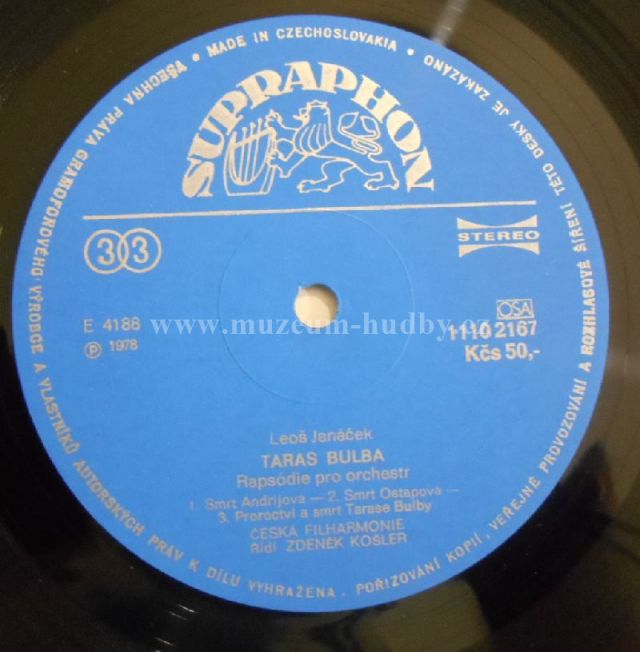 VŠECHNA PRÁVA GRAMOFONOVÉHO VÝROBCE A VLASTNÍKŮ AUTORSKÝCH PRÁV K DÍLU VYHRAŽENA. POŘIZOVÁNÍ KOPIÍ, VEŘEJNÉ PROVOZOVÁNÍ A ROZHLASOVÉ ŠÍŘENÍ TÉTO DESKY JE ZAKÁZÁNO • MADE IN CZECHOSLOVAKIA •
SUPRAPHON
33
STEREO
E 4188
℗ 1978
OSA
1110 2167
Kčs 50,-
www.muzeum-hudby.cz
Leoš Janáček
TARAS BULBA
Rapsódie pro orchestr
1. Smrt Andrijova — 2. Smrt Ostapova —
3. Proroctví a smrt Tarase Bulby
ČESKÁ FILHARMONIE
Řídí ZDENĚK KOŠLER